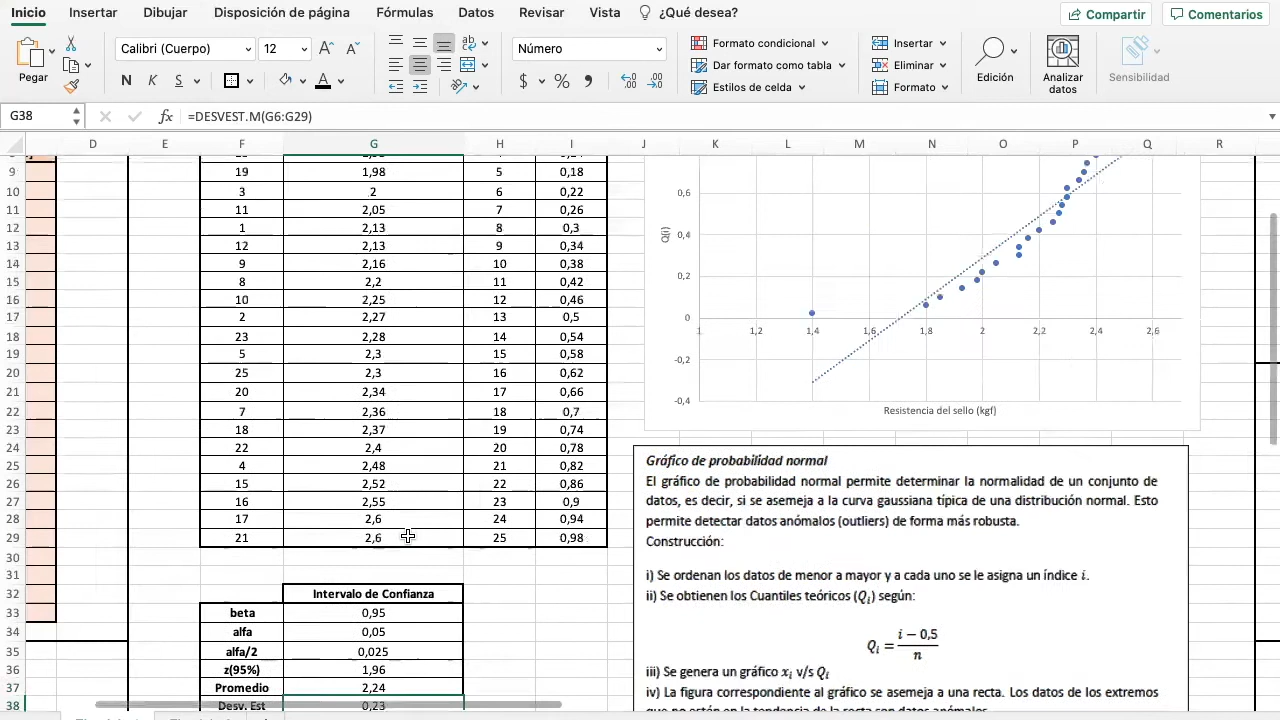 Inicio Insertar Dibujar Disposición de página Fórmulas Datos Revisar Vista ¿Qué desea? Compartir Comentarios
Pegar
Calibri (Cuerpo) 12
N K S
A A
Número
$ %
Formato condicional
Dar formato como tabla
Estilos de celda
Insertar
Eliminar
Formato
Edición
Analizar
datos
Sensibilidad
G38 fx =DESVEST.M(G6:G29)
D E F G H I J K L M N O P Q R
9 19 1,98 5 0,18
10 3 2 6 0,22
11 11 2,05 7 0,26
12 1 2,13 8 0,3
13 12 2,13 9 0,34
14 9 2,16 10 0,38
15 8 2,2 11 0,42
16 10 2,25 12 0,46
17 2 2,27 13 0,5
18 23 2,28 14 0,54
19 5 2,3 15 0,58
20 25 2,3 16 0,62
21 20 2,34 17 0,66
22 7 2,36 18 0,7
23 18 2,37 19 0,74
24 22 2,4 20 0,78
25 4 2,48 21 0,82
26 15 2,52 22 0,86
27 16 2,55 23 0,9
28 17 2,6 24 0,94
29 21 2,6 25 0,98
30
31
32 Intervalo de Confianza
33 beta 0,95
34 alfa 0,05
35 alfa/2 0,025
36 z(95%) 1,96
37 Promedio 2,24
38 Desv. Est 0,23
Q(i)
0,6
0,4
0,2
0
-0,2
-0,4
1 1,2 1,4 1,6 1,8 2 2,2 2,4 2,6
Resistencia del sello (kgf)
Gráfico de probabilidad normal
El gráfico de probabilidad normal permite determinar la normalidad de un conjunto de
datos, es decir, si se asemeja a la curva gaussiana típica de una distribución normal. Esto
permite detectar datos anómalos (outliers) de forma más robusta.
Construcción:
i) Se ordenan los datos de menor a mayor y a cada uno se le asigna un índice i.
ii) Se obtienen los Cuantiles teóricos (Qi) según:
Qi = i − 0,5 / n
iii) Se genera un gráfico xi v/s Qi
iv) La figura correspondiente al gráfico se asemeja a una recta. Los datos de los extremos